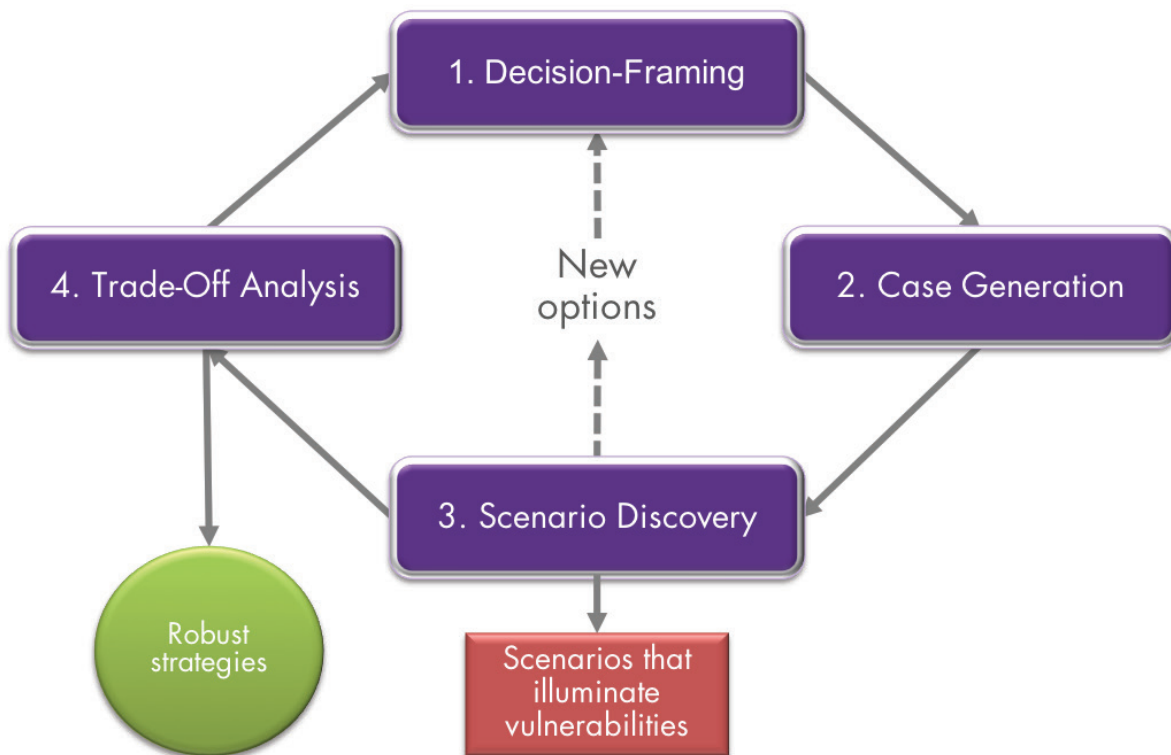 1. Decision-Framing
4. Trade-Off Analysis
New
options
2. Case Generation
3. Scenario Discovery
Robust
strategies
Scenarios that
illuminate
vulnerabilities